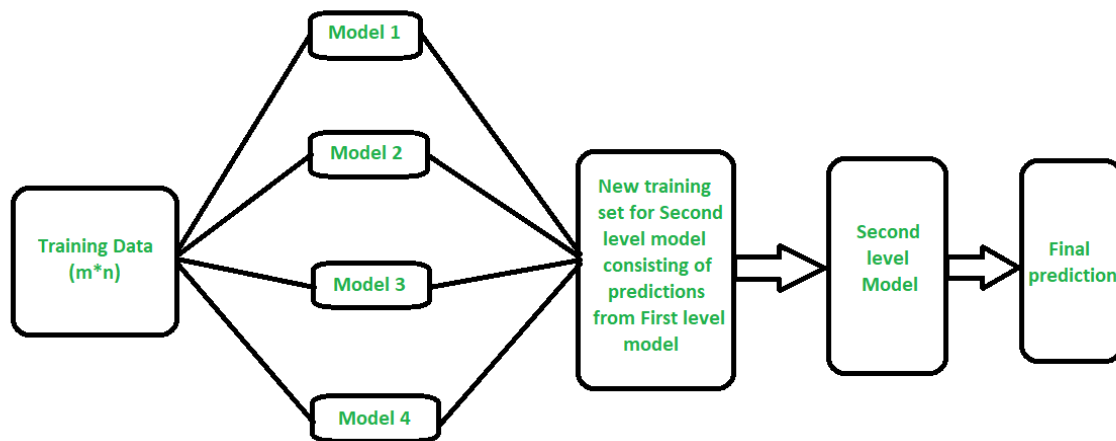 Training Data
(m*n)
Model 1
Model 2
Model 3
Model 4
New training
set for Second
level model
consisting of
predictions
from First level
model
Second
level
Model
Final
prediction